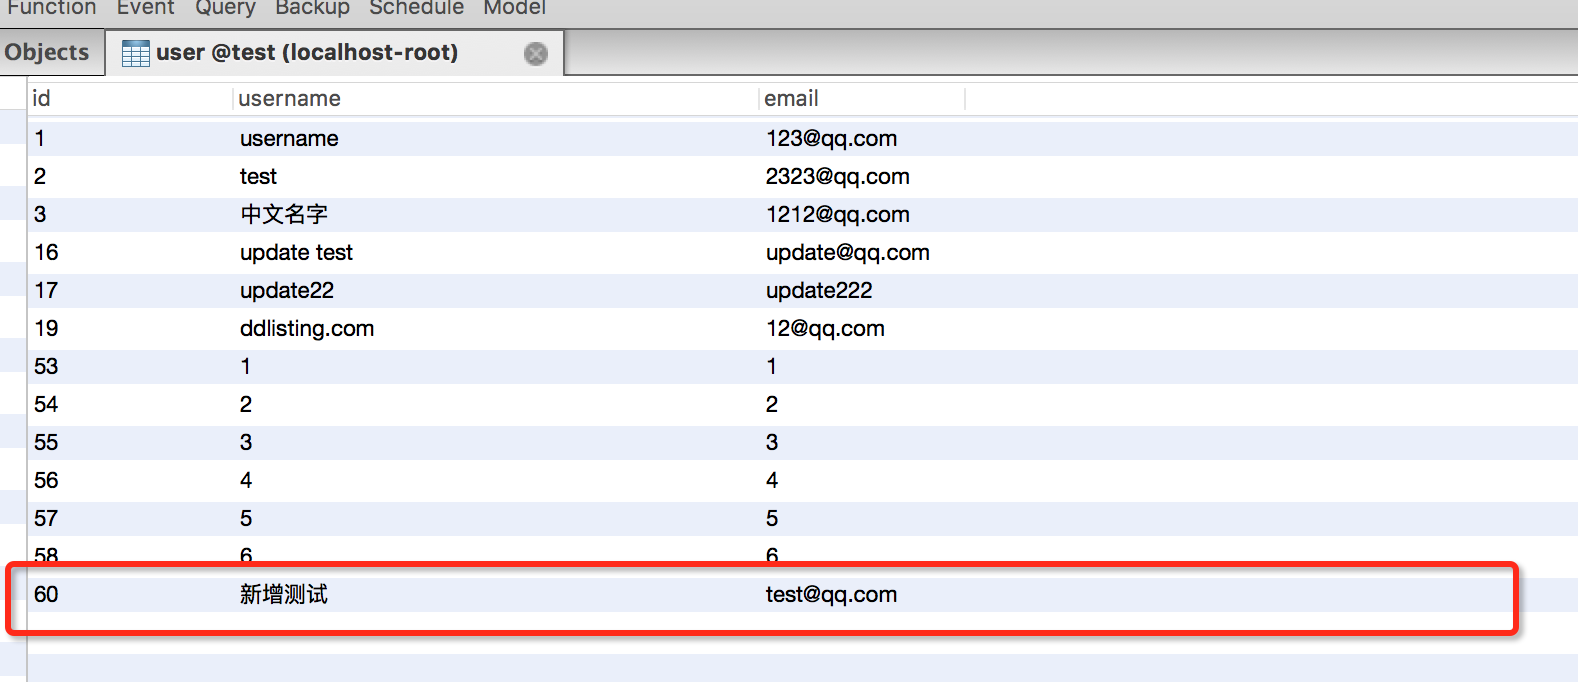 Function Event Query Backup Schedule Model
Objects user @test (localhost-root)
id username email
1 username 123@qq.com
2 test 2323@qq.com
3 中文名字 1212@qq.com
16 update test update@qq.com
17 update22 update222
19 ddlisting.com 12@qq.com
53 1 1
54 2 2
55 3 3
56 4 4
57 5 5
58 6 6
60 新增测试 test@qq.com